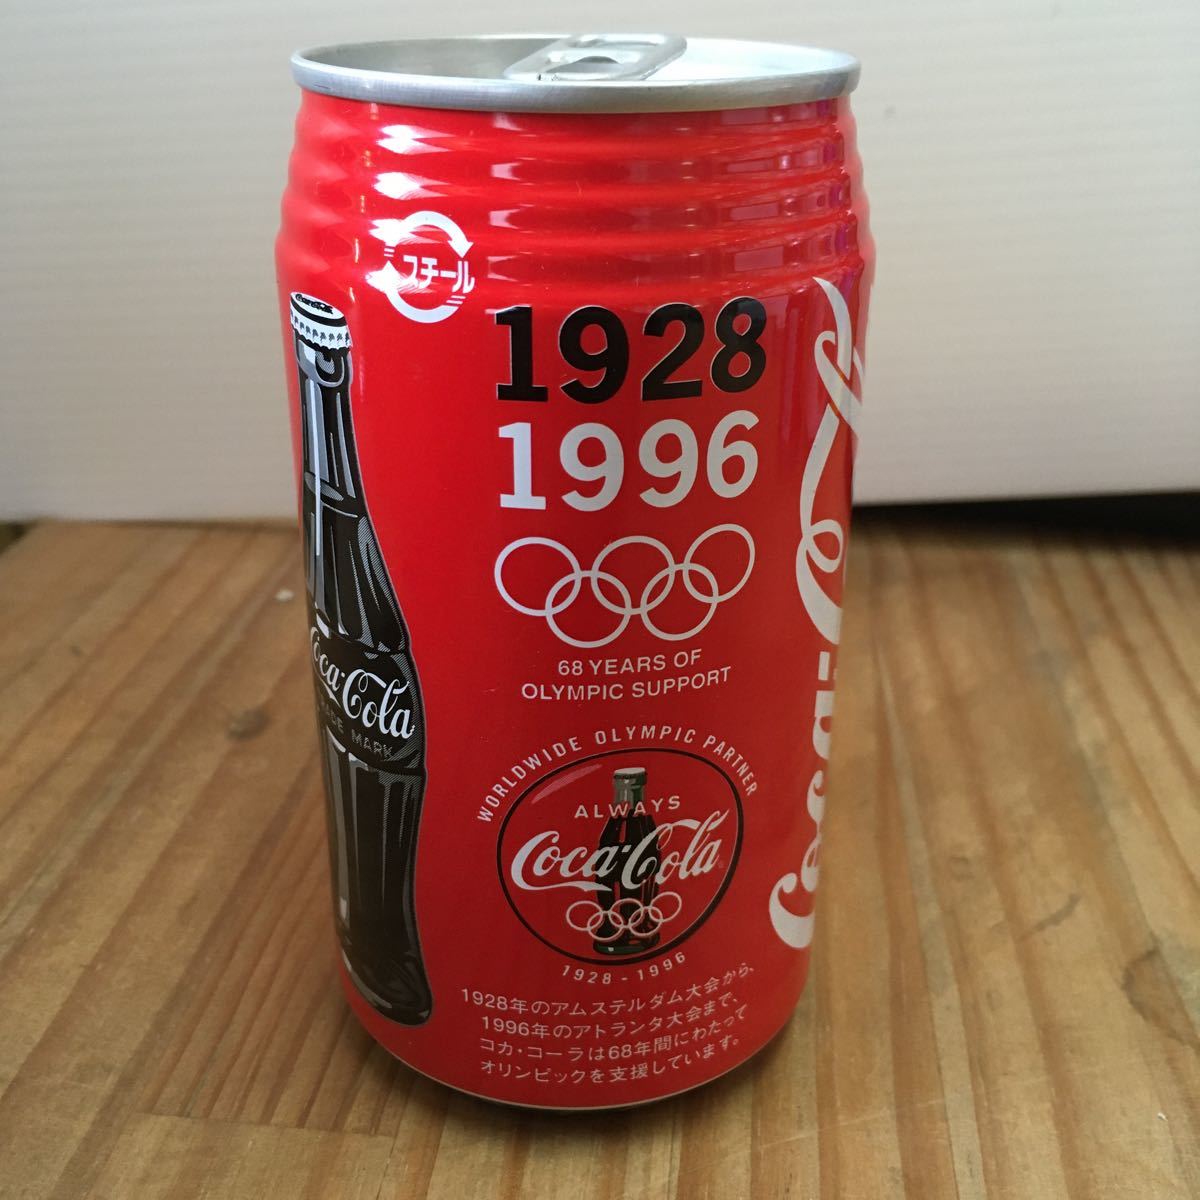 スチール
1928
1996
68 YEARS OF
OLYMPIC SUPPORT
WORLDWIDE OLYMPIC PARTNER
ALWAYS
Coca-Cola
1928 - 1996
1928年のアムステルダム大会から、
1996年のアトランタ大会まで、
コカ・コーラは68年間にわたって
オリンピックを支援しています。
Coca-Cola
TRADE MARK
Coca-Cola